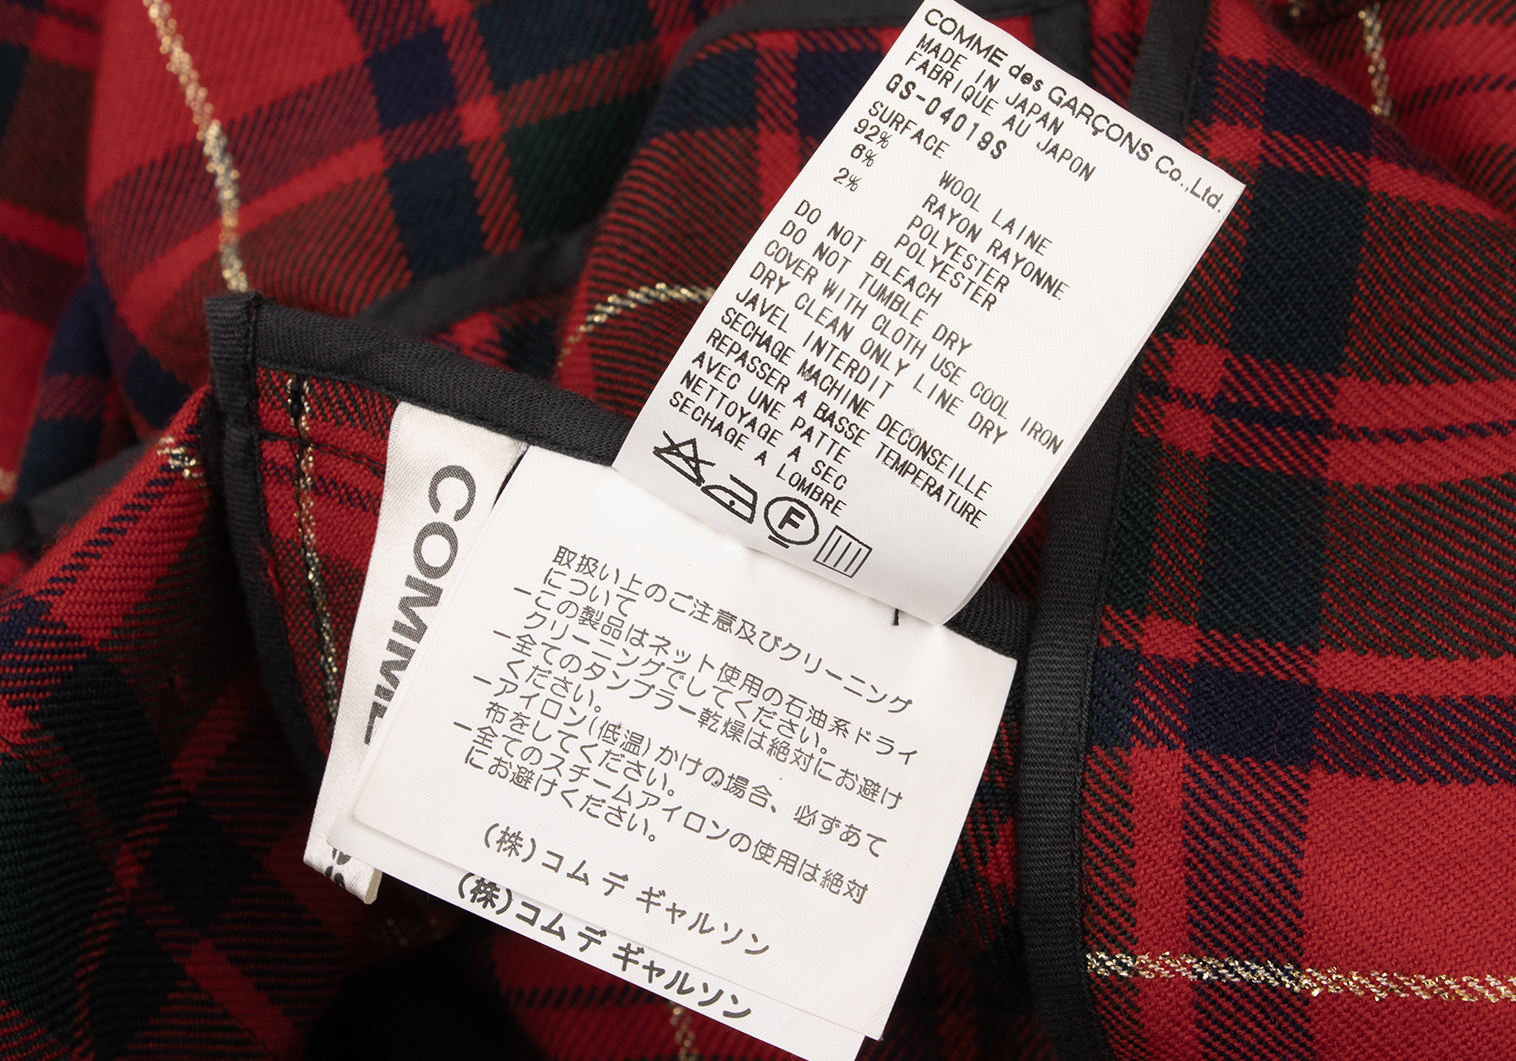 COMME des GARÇONS Co.,Ltd.
MADE IN JAPAN
FABRIQUE AU JAPON
GS-04019S
SURFACE
92% WOOL LAINE
6% RAYON RAYONNE
2% POLYESTER
POLYESTER
DO NOT BLEACH
DO NOT TUMBLE DRY
COVER WITH CLOTH USE COOL IRON
DRY CLEAN ONLY LINE DRY
JAVEL INTERDIT
SECHAGE MACHINE DECONSEILLE
REPASSER A BASSE TEMPERATURE
AVEC UNE PATTE
NETTOYAGE A SEC
SECHAGE A LOMBRE
F
COMME
取扱い上のご注意及びクリーニング
について
ーこの製品はネット使用の石油系ドライ
クリーニングでしてください。
ー全てのタンブラー乾燥は絶対にお避け
ください。
ーアイロン(低温)かけの場合、必ずあて
布をしてください。
ー全てのスチームアイロンの使用は絶対
にお避けください。
(株)コム デ ギャルソン
(株)コム デ ギャルソン